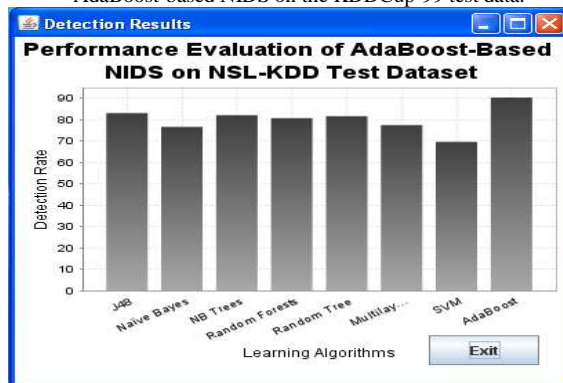 AdaBoost-based NIDS on the KDDCup-99 test data.
Detection Results
Performance Evaluation of AdaBoost-Based
NIDS on NSL-KDD Test Dataset
Detection Rate
90
80
70
60
50
40
30
20
10
0
J48
Naïve Bayes
NB Trees
Random Forests
Random Tree
Multilay...
SVM
AdaBoost
Learning Algorithms
Exit